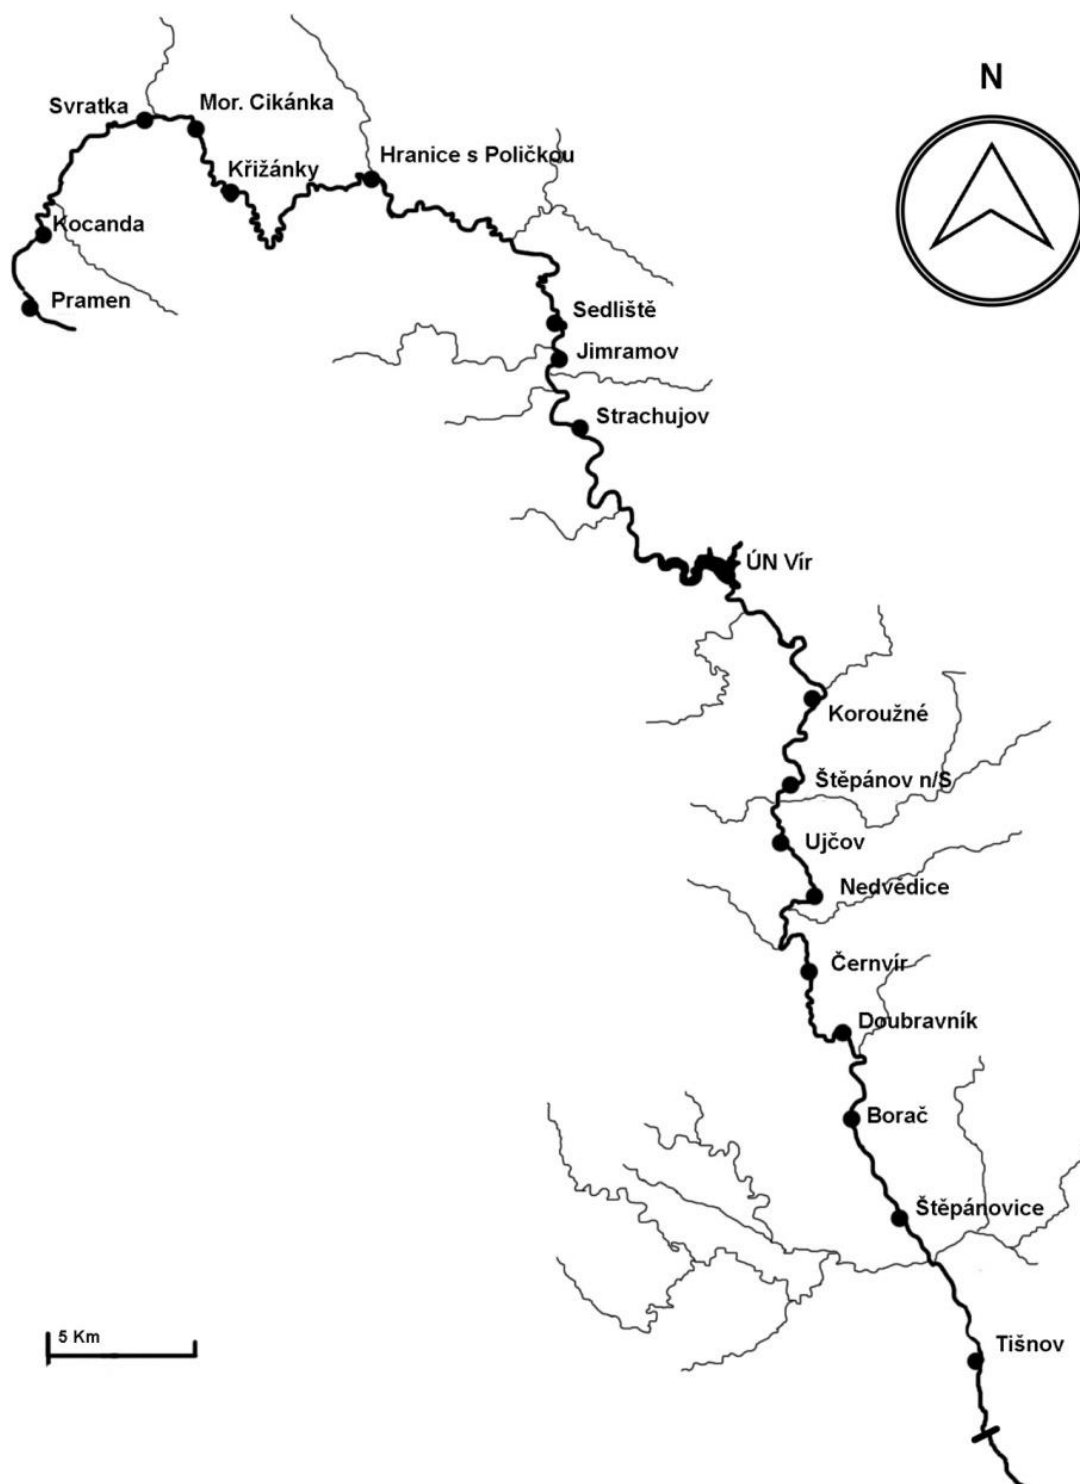 N
Svratka
Mor. Cikánka
Hranice s Poličkou
Křižánky
Kocanda
Pramen
Sedliště
Jimramov
Strachujov
ÚN Vír
Koroužné
Štěpánov n/S
Ujčov
Nedvědice
Černvír
Doubravník
Borač
Štěpánovice
5 Km
Tišnov